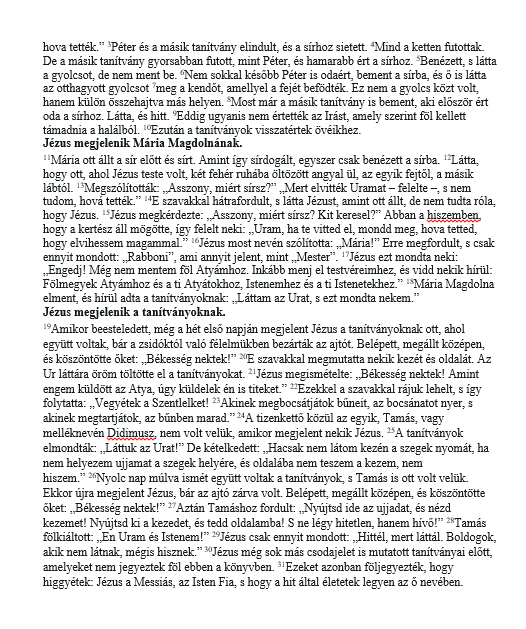 hova tették.” ³Péter és a másik tanítvány elindult, és a sírhoz sietett. ⁴Mind a ketten futottak.
De a másik tanítvány gyorsabban futott, mint Péter, és hamarabb ért a sírhoz. ⁵Benézett, s látta
a gyolcsot, de nem ment be. ⁶Nem sokkal később Péter is odaért, bement a sírba, és ő is látta
az otthagyott gyolcsot ⁷meg a kendőt, amellyel a fejét befödték. Ez nem a gyolcs közt volt,
hanem külön összehajtva más helyen. ⁸Most már a másik tanítvány is bement, aki először ért
oda a sírhoz. Látta, és hitt. ⁹Eddig ugyanis nem értették az Írást, amely szerint föl kellett
támadnia a halálból. ¹⁰Ezután a tanítványok visszatértek övéikhez.
Jézus megjelenik Mária Magdolnának.
¹¹Mária ott állt a sír előtt és sírt. Amint így sírdogált, egyszer csak benézett a sírba. ¹²Látta,
hogy ott, ahol Jézus teste volt, két fehér ruhába öltözött angyal ül, az egyik fejtől, a másik
lábtól. ¹³Megszólították: „Asszony, miért sírsz?” „Mert elvitték Uramat – felelte –, s nem
tudom, hová tették.” ¹⁴E szavakkal hátrafordult, s látta Jézust, amint ott állt, de nem tudta róla,
hogy Jézus. ¹⁵Jézus megkérdezte: „Asszony, miért sírsz? Kit keresel?” Abban a hiszemben,
hogy a kertész áll mögötte, így felelt neki: „Uram, ha te vitted el, mondd meg, hova tetted,
hogy elvihessem magammal.” ¹⁶Jézus most nevén szólította: „Mária!” Erre megfordult, s csak
ennyit mondott: „Rabboni”, ami annyit jelent, mint „Mester”. ¹⁷Jézus ezt mondta neki:
„Engedj! Még nem mentem föl Atyámhoz. Inkább menj el testvéreimhez, és vidd nekik hírül:
Fölmegyek Atyámhoz és a ti Atyátokhoz, Istenemhez és a ti Istenetekhez.” ¹⁸Mária Magdolna
elment, és hírül adta a tanítványoknak: „Láttam az Urat, s ezt mondta nekem.”
Jézus megjelenik a tanítványoknak.
¹⁹Amikor beesteledett, még a hét első napján megjelent Jézus a tanítványoknak ott, ahol
együtt voltak, bár a zsidóktól való félelmükben bezárták az ajtót. Belépett, megállt középen,
és köszöntötte őket: „Békesség nektek!” ²⁰E szavakkal megmutatta nekik kezét és oldalát. Az
Ur láttára öröm töltötte el a tanítványokat. ²¹Jézus megismételte: „Békesség nektek! Amint
engem küldött az Atya, úgy küldelek én is titeket.” ²²Ezekkel a szavakkal rájuk lehelt, s így
folytatta: „Vegyétek a Szentlelket! ²³Akinek megbocsátjátok bűneit, az bocsánatot nyer, s
akinek megtartjátok, az bűnben marad.” ²⁴A tizenkettő közül az egyik, Tamás, vagy
melléknevén Didimusz, nem volt velük, amikor megjelent nekik Jézus. ²⁵A tanítványok
elmondták: „Láttuk az Urat!” De kételkedett: „Hacsak nem látom kezén a szegek nyomát, ha
nem helyezem ujjamat a szegek helyére, és oldalába nem teszem a kezem, nem
hiszem.” ²⁶Nyolc nap múlva ismét együtt voltak a tanítványok, s Tamás is ott volt velük.
Ekkor újra megjelent Jézus, bár az ajtó zárva volt. Belépett, megállt középen, és köszöntötte
őket: „Békesség nektek!” ²⁷Aztán Tamáshoz fordult: „Nyújtsd ide az ujjadat, és nézd
kezemet! Nyújtsd ki a kezedet, és tedd oldalamba! S ne légy hitetlen, hanem hívő!” ²⁸Tamás
fölkiáltott: „Én Uram és Istenem!” ²⁹Jézus csak ennyit mondott: „Hittél, mert láttál. Boldogok,
akik nem látnak, mégis hisznek.” ³⁰Jézus még sok más csodajelet is mutatott tanítványai előtt,
amelyeket nem jegyeztek föl ebben a könyvben. ³¹Ezeket azonban följegyezték, hogy
higgyétek: Jézus a Messiás, az Isten Fia, s hogy a hit által életetek legyen az ő nevében.